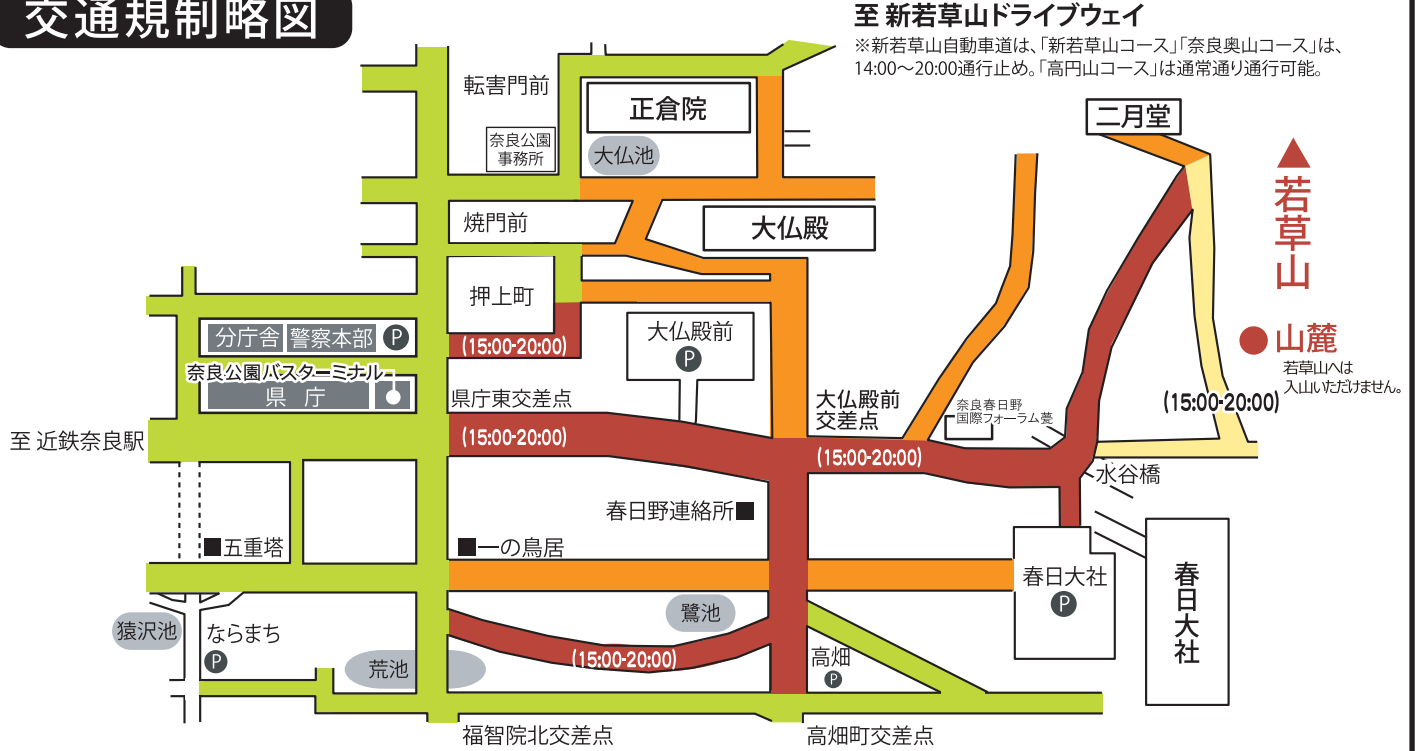 交通規制略図
至 新若草山ドライブウェイ
※新若草山自動車道は、「新若草山コース」「奈良奥山コース」は、
14:00～20:00通行止め。「高円山コース」は通常通り通行可能。
転害門前
正倉院
二月堂
奈良公園
事務所
大仏池
▲若草山
焼門前
大仏殿
押上町
分庁舎
警察本部
P
(15:00-20:00)
大仏殿前
P
●山麓
若草山へは
入山いただけません。
奈良公園バスターミナル
県庁
県庁東交差点
大仏殿前
交差点
奈良春日野
国際フォーラム甍
(15:00-20:00)
至 近鉄奈良駅
(15:00-20:00)
(15:00-20:00)
水谷橋
春日野連絡所■
■五重塔
■一の鳥居
春日大社
P
春日大社
猿沢池
ならまち
P
鷺池
荒池
(15:00-20:00)
高畑
P
福智院北交差点
高畑町交差点